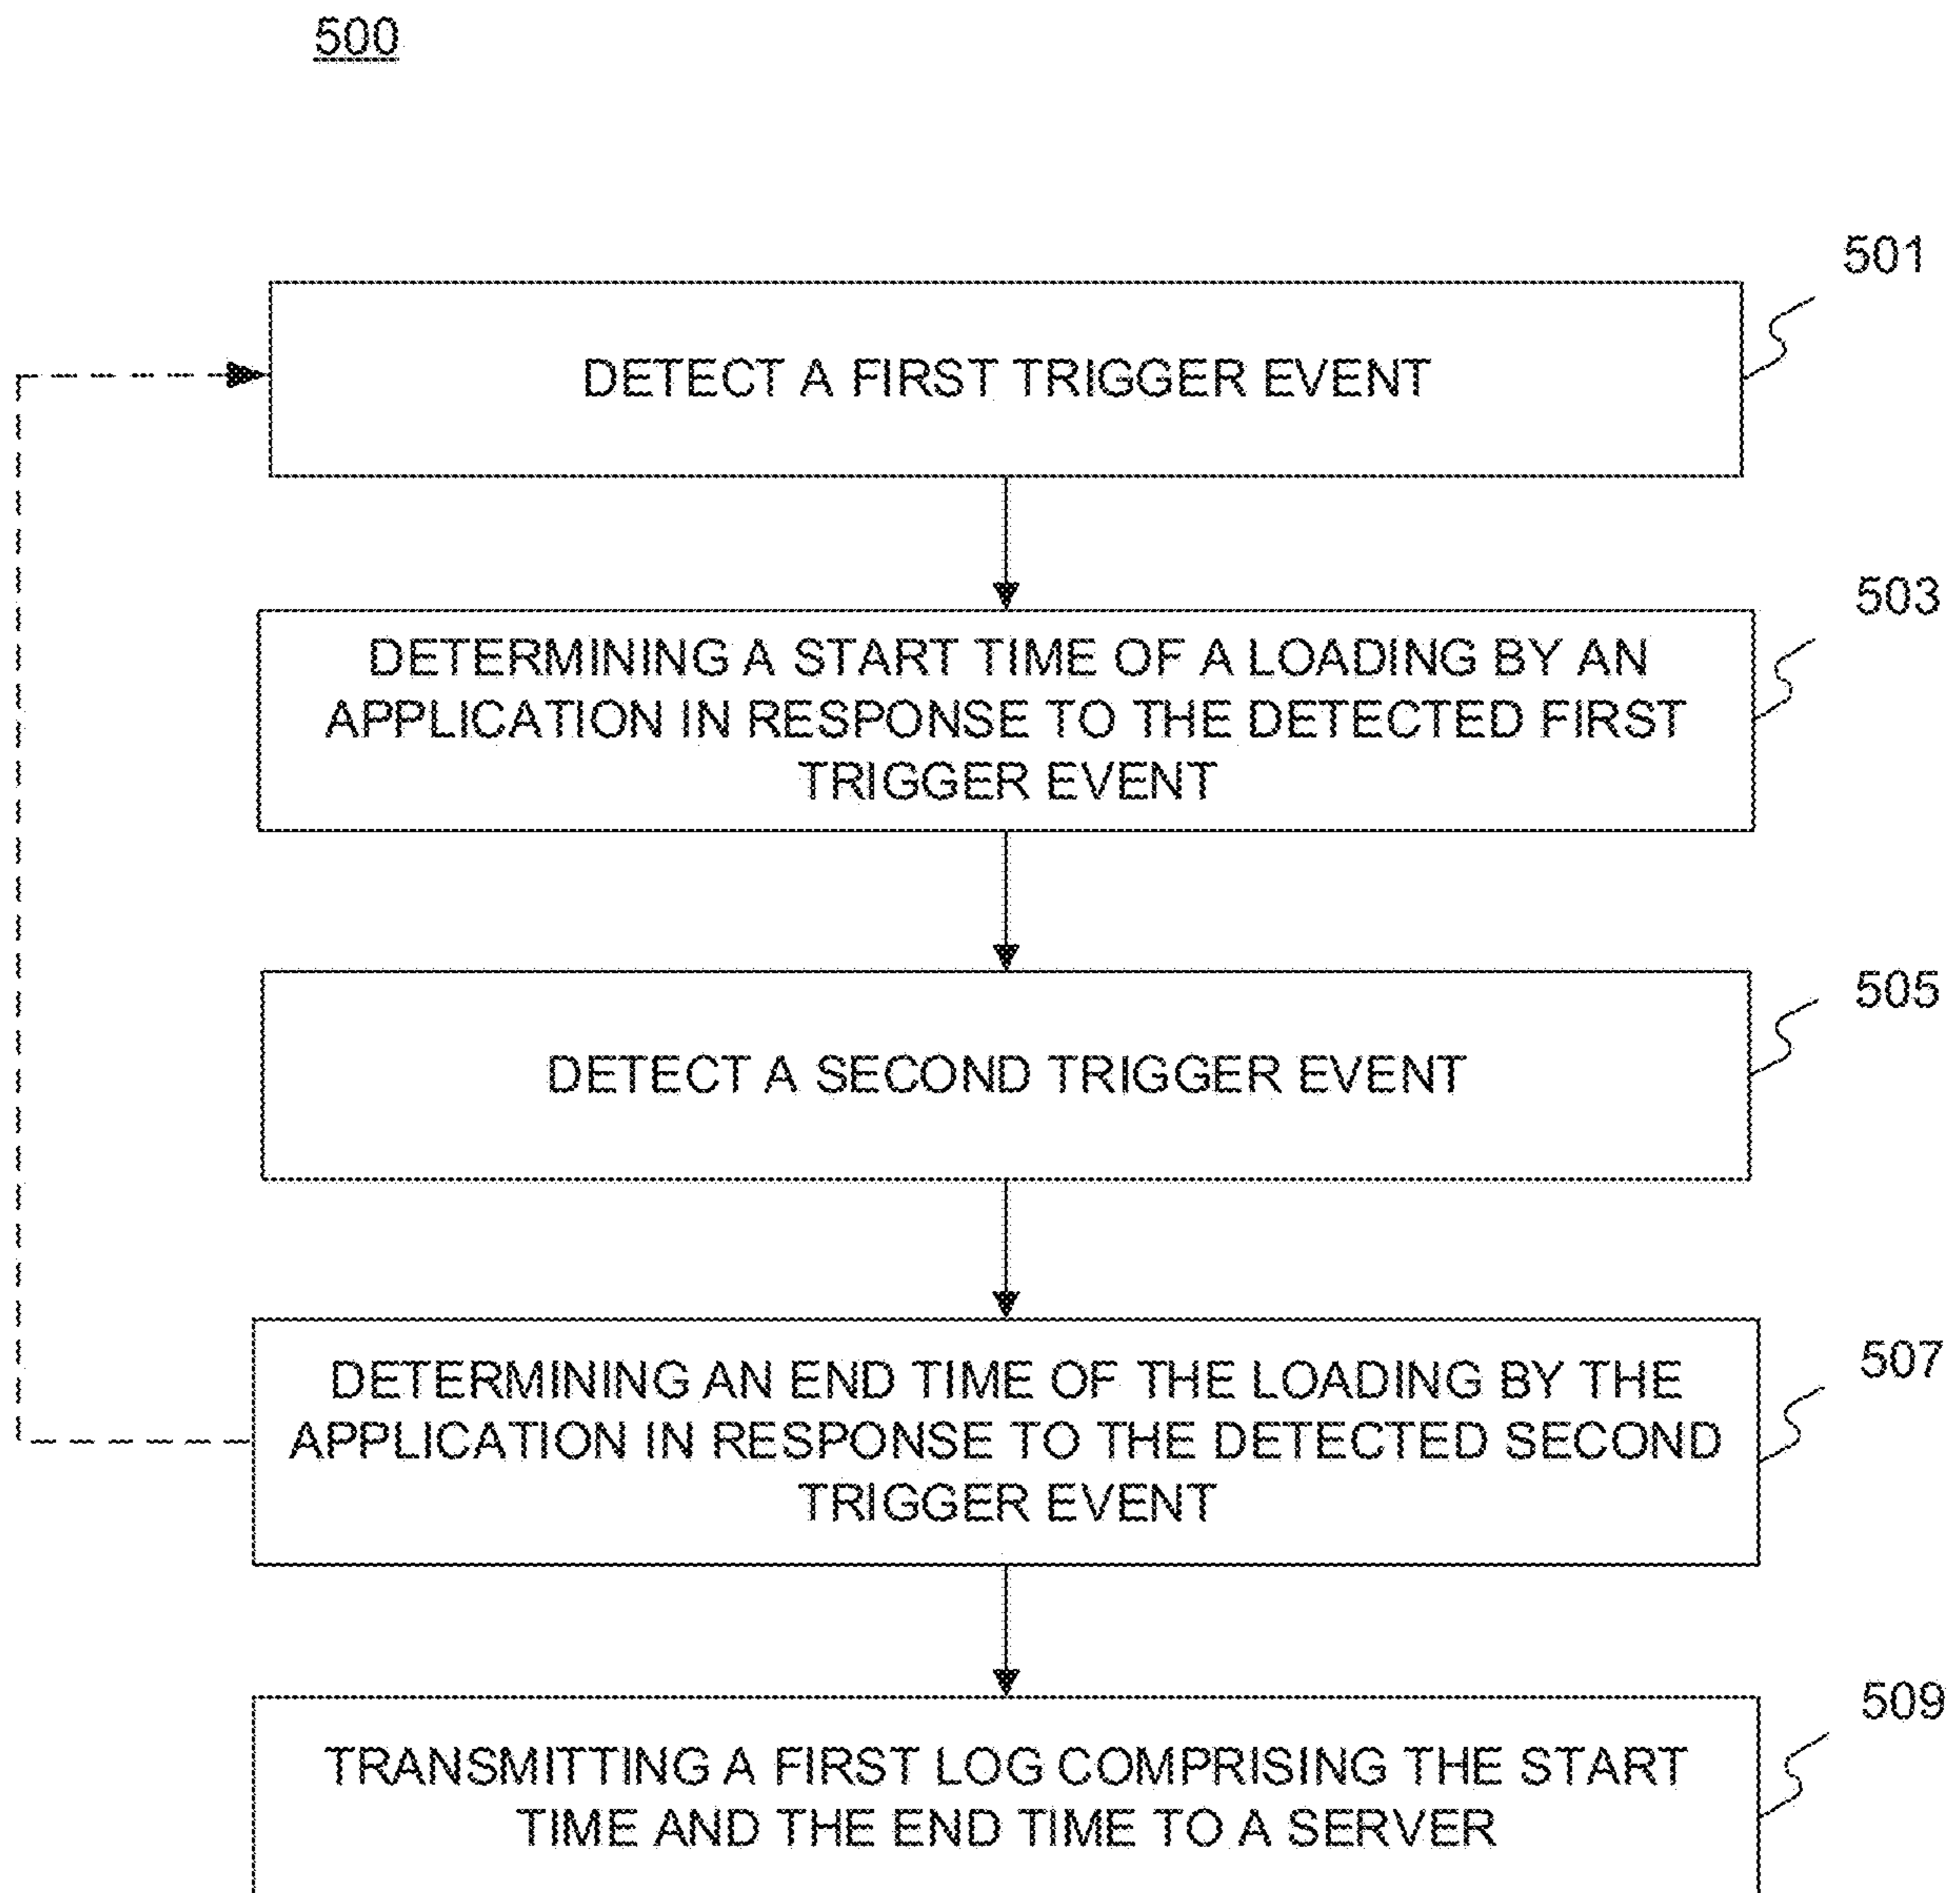 500
501
DETECT A FIRST TRIGGER EVENT
503
DETERMINING A START TIME OF A LOADING BY AN
APPLICATION IN RESPONSE TO THE DETECTED FIRST
TRIGGER EVENT
505
DETECT A SECOND TRIGGER EVENT
507
DETERMINING AN END TIME OF THE LOADING BY THE
APPLICATION IN RESPONSE TO THE DETECTED SECOND
TRIGGER EVENT
509
TRANSMITTING A FIRST LOG COMPRISING THE START
TIME AND THE END TIME TO A SERVER